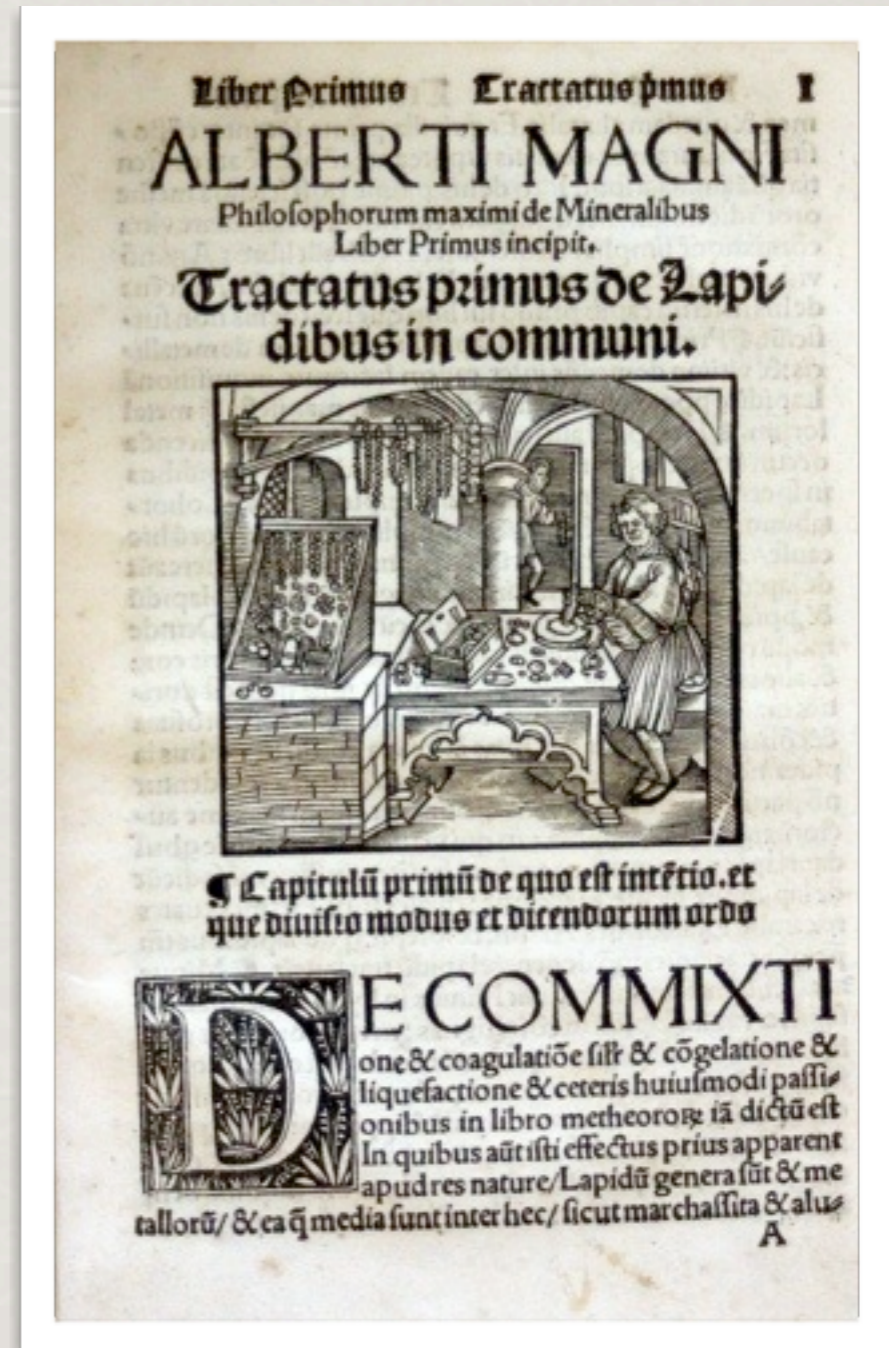 Liber Primus Tractatus p̄mus I
ALBERTI MAGNI
Philoſophorum maximi de Mineralibus
Liber Primus incipit.
Tractatus primus de Lapi⸗
dibus in communi.
¶ Capitulū primū de quo eſt intētio. et
que diuiſio modus et dicendorum ordo
DE COMMIXTI
one & coagulatiōe ſilr̄ & cōgelatione &
liquefactione & ceteris huiuſmodi paſſi⸗
onibus in libro metheoroꝝ iā dictū eſt
In quibus aūt iſti effectus prius apparent
apud res nature/Lapidū genera ſūt & me
tallorū/ & ea q̄ media ſunt inter hec/ ſicut marchaſſita & alu⸗
A